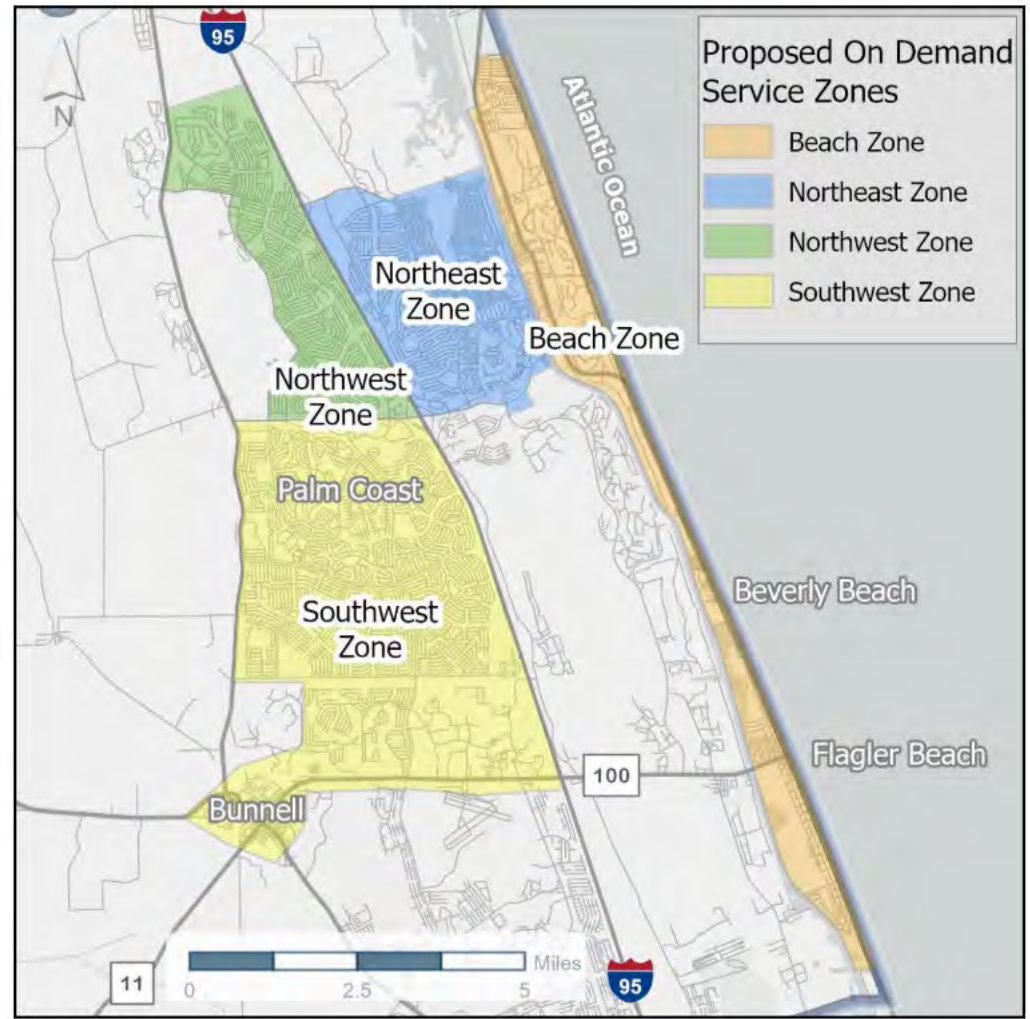 95
N
Atlantic Ocean
Proposed On Demand
Service Zones
Beach Zone
Northeast Zone
Northwest Zone
Southwest Zone
Northeast
Zone
Beach Zone
Northwest
Zone
Palm Coast
Southwest
Zone
Beverly Beach
Flagler Beach
100
Bunnell
11
Miles
0
2.5
5
95